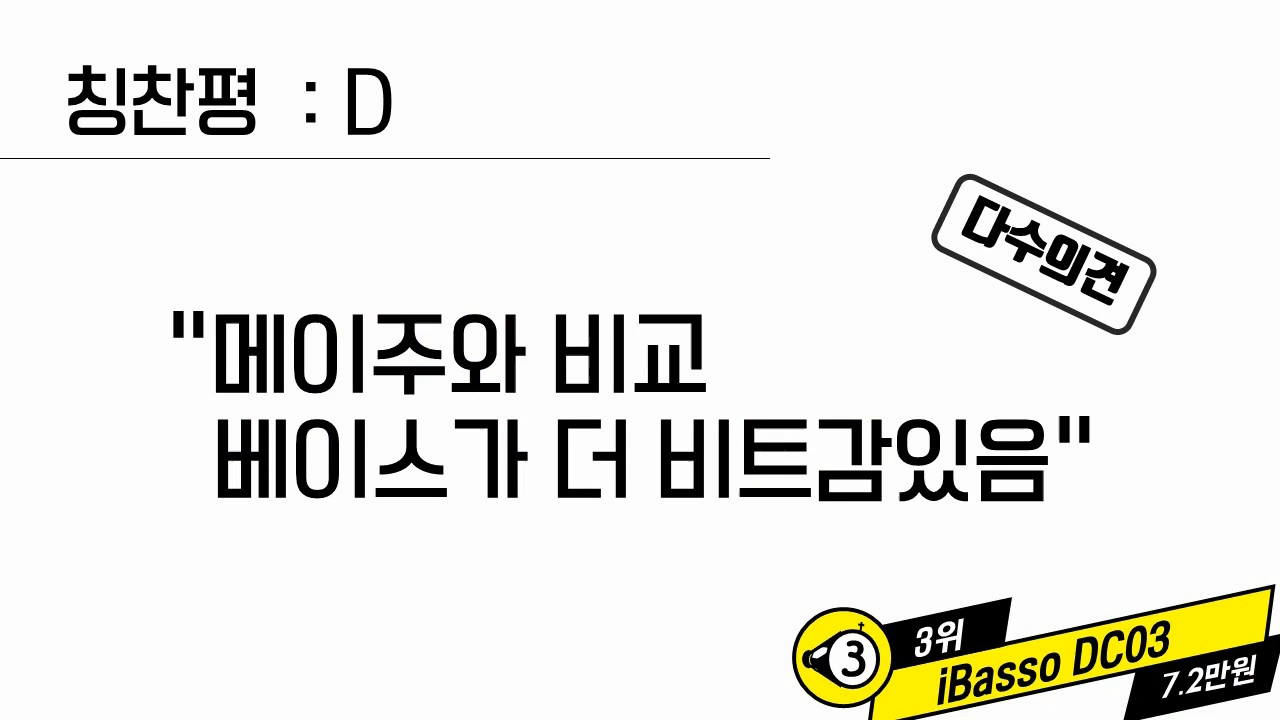 칭찬평 : D
다수의견
"메이주와 비교
베이스가 더 비트감있음"
3위
3
iBasso DC03
7.2만원